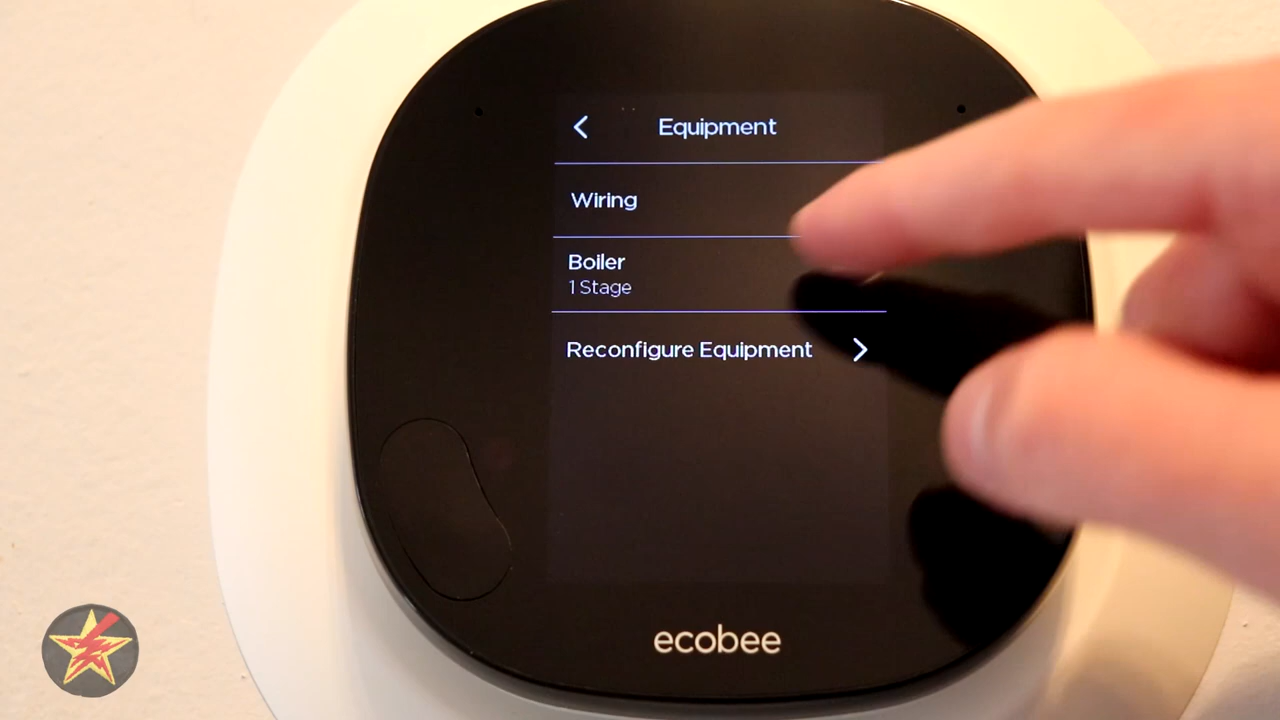 Equipment
Wiring
Boiler
1 Stage
Reconfigure Equipment
ecobee